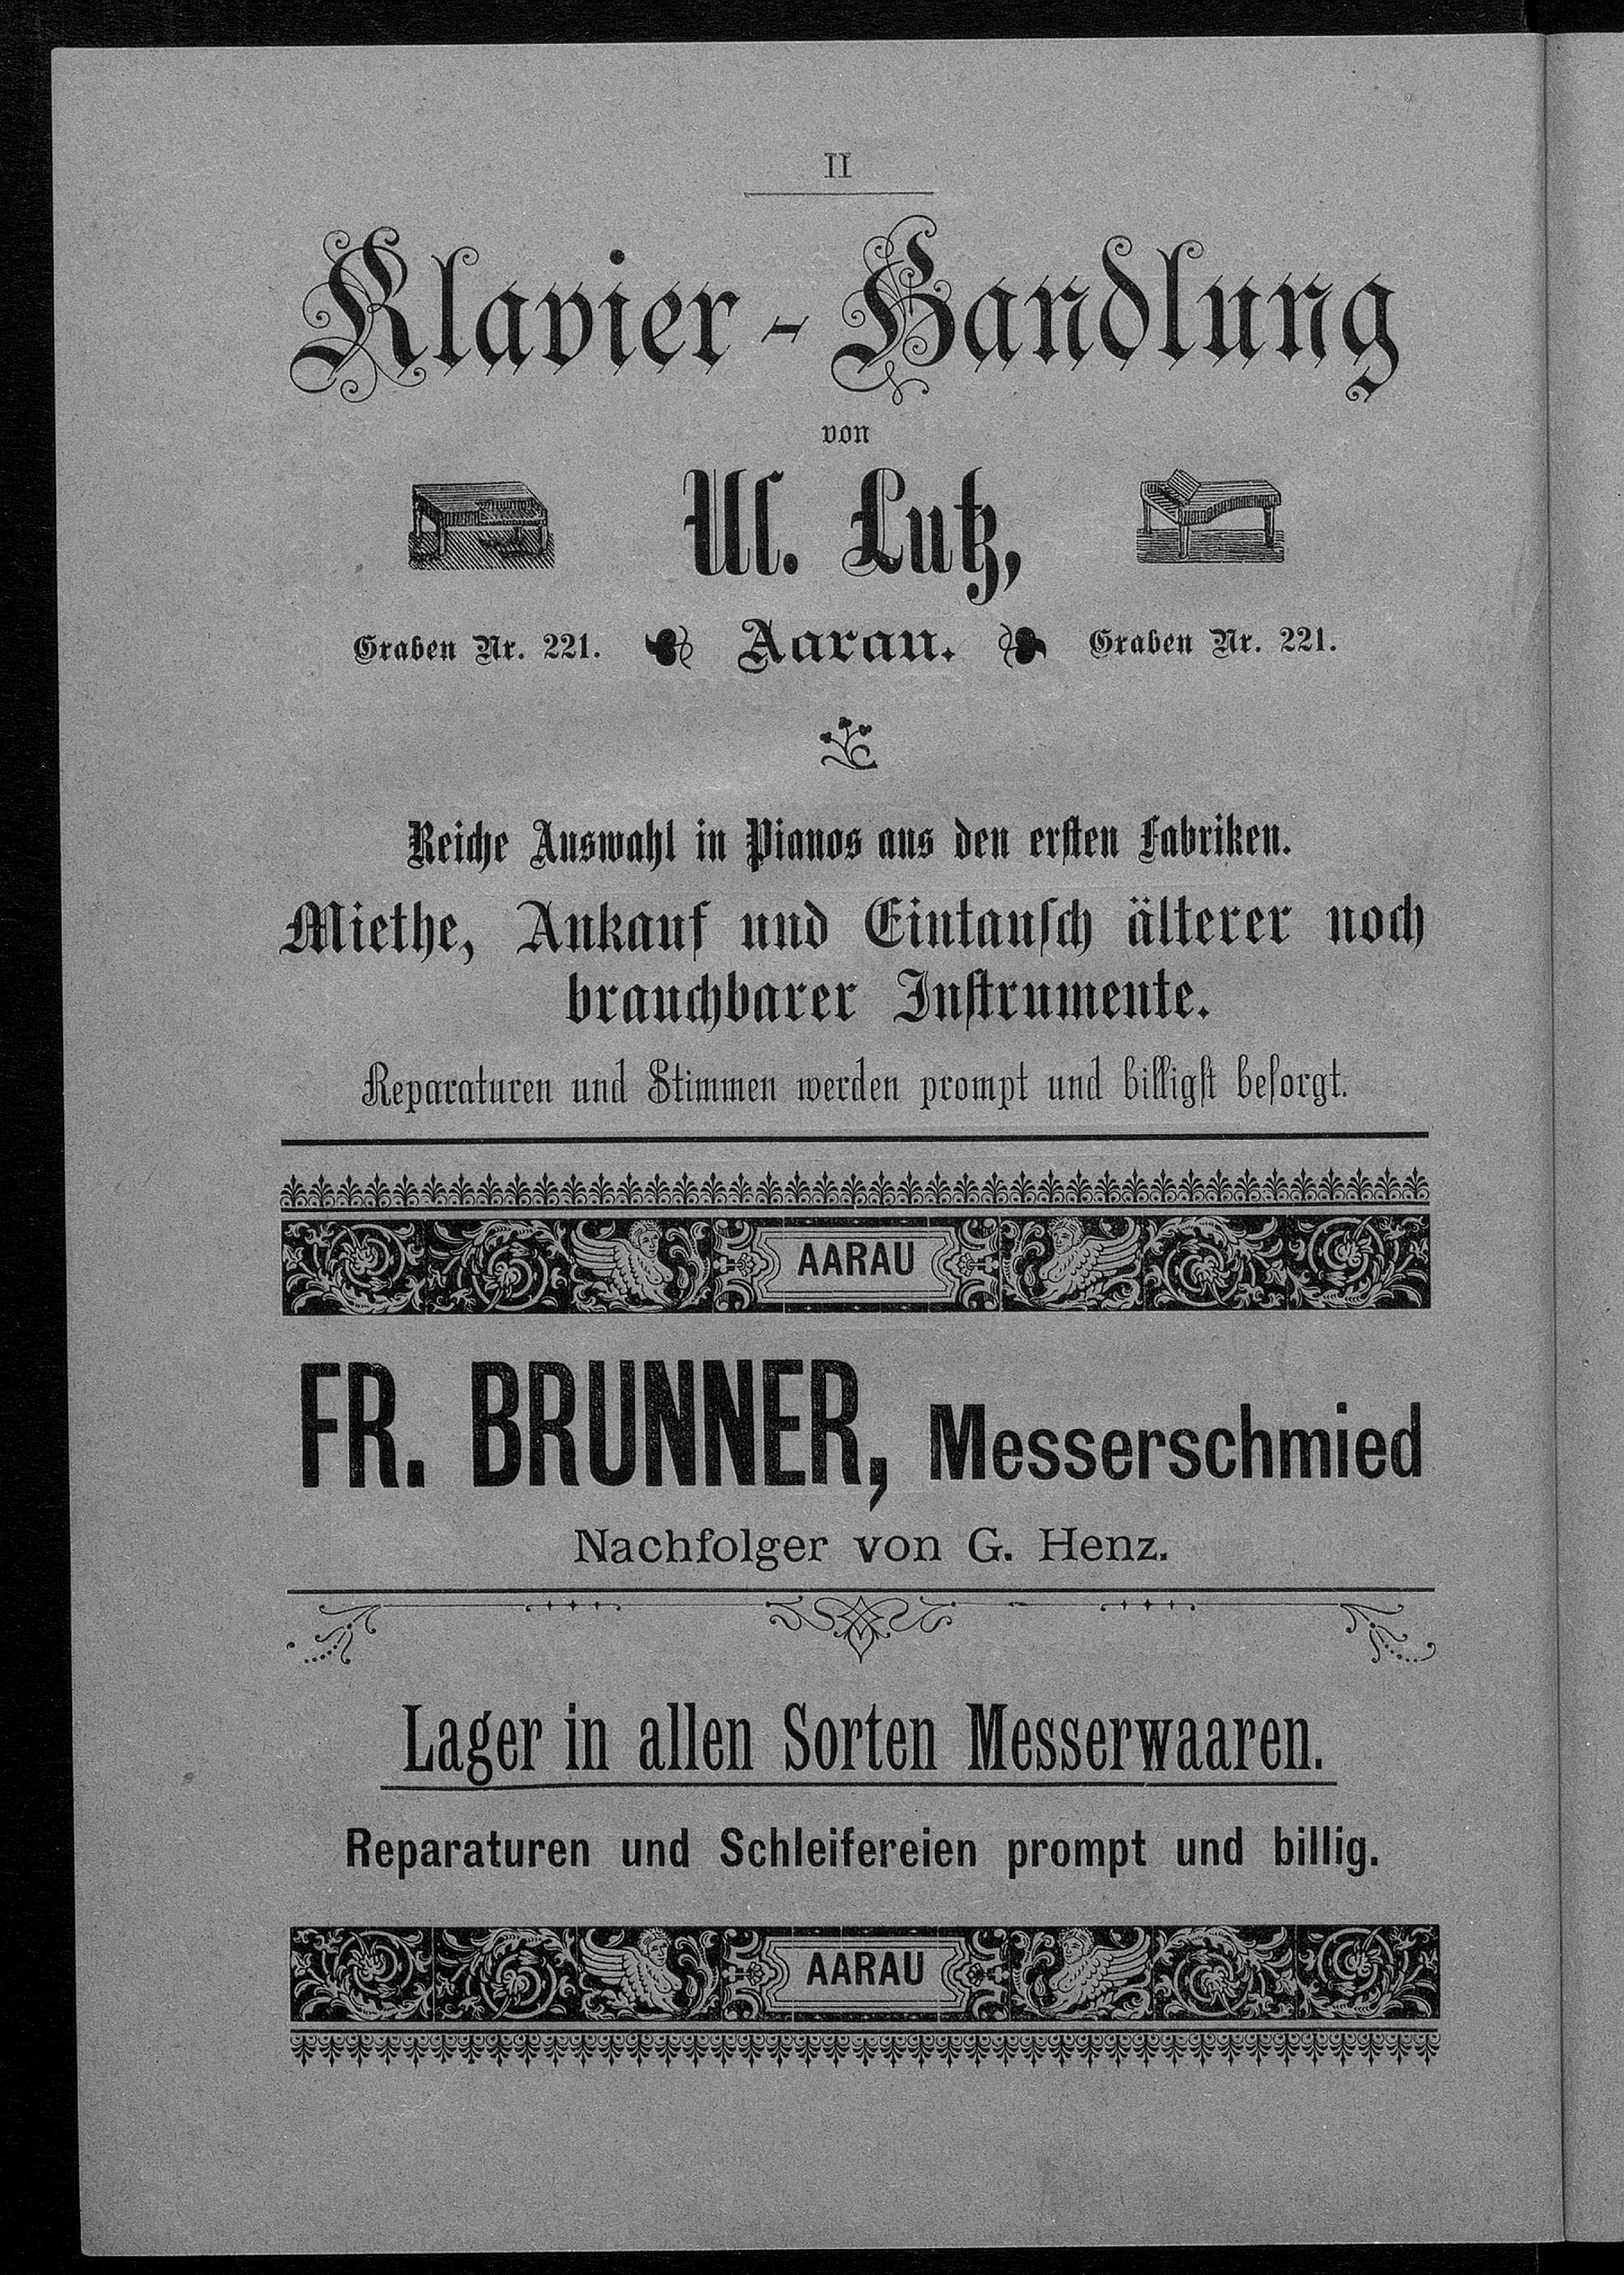 II
Klavier-Handlung
von
Ul. Lutz,
Graben Nr. 221. Aarau. Graben Nr. 221.
Reiche Auswahl in Pianos aus den ersten Fabriken.
Miethe, Ankauf und Eintausch älterer noch
brauchbarer Instrumente.
Reparaturen und Stimmen werden prompt und billigst besorgt.
AARAU
FR. BRUNNER, Messerschmied
Nachfolger von G. Henz.
Lager in allen Sorten Messerwaaren.
Reparaturen und Schleifereien prompt und billig.
AARAU